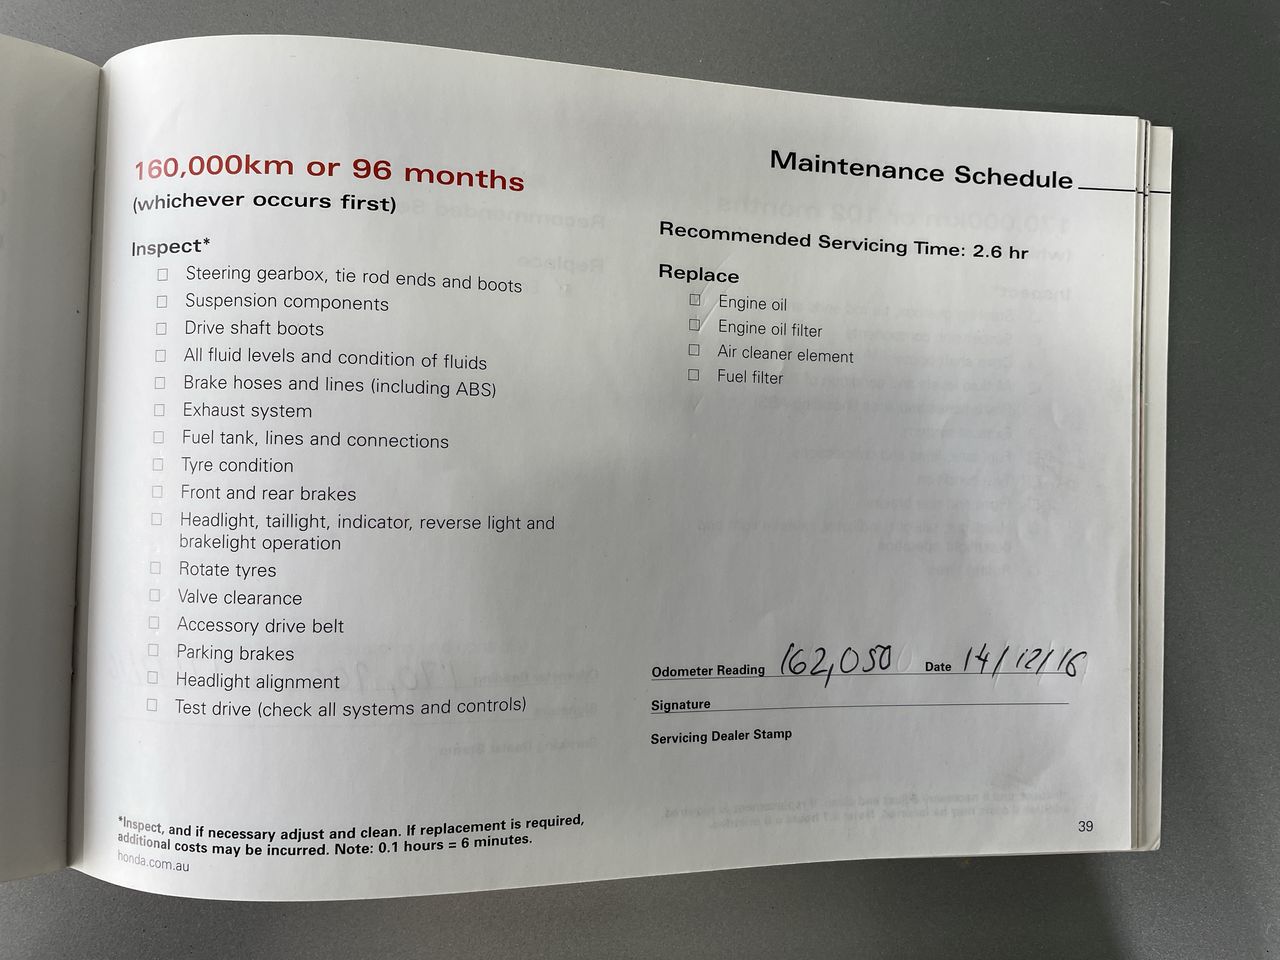 160,000km or 96 months
(whichever occurs first)
Inspect*
Steering gearbox, tie rod ends and boots
Suspension components
Drive shaft boots
All fluid levels and condition of fluids
Brake hoses and lines (including ABS)
Exhaust system
Fuel tank, lines and connections
Tyre condition
Front and rear brakes
Headlight, taillight, indicator, reverse light and
brakelight operation
Rotate tyres
Valve clearance
Accessory drive belt
Parking brakes
Headlight alignment
Test drive (check all systems and controls)
*Inspect, and if necessary adjust and clean. If replacement is required,
additional costs may be incurred. Note: 0.1 hours = 6 minutes.
honda.com.au
Maintenance Schedule
Recommended Servicing Time: 2.6 hr
Replace
Engine oil
Engine oil filter
Air cleaner element
Fuel filter
Odometer Reading 162,050 Date 14/12/16
Signature
Servicing Dealer Stamp
39